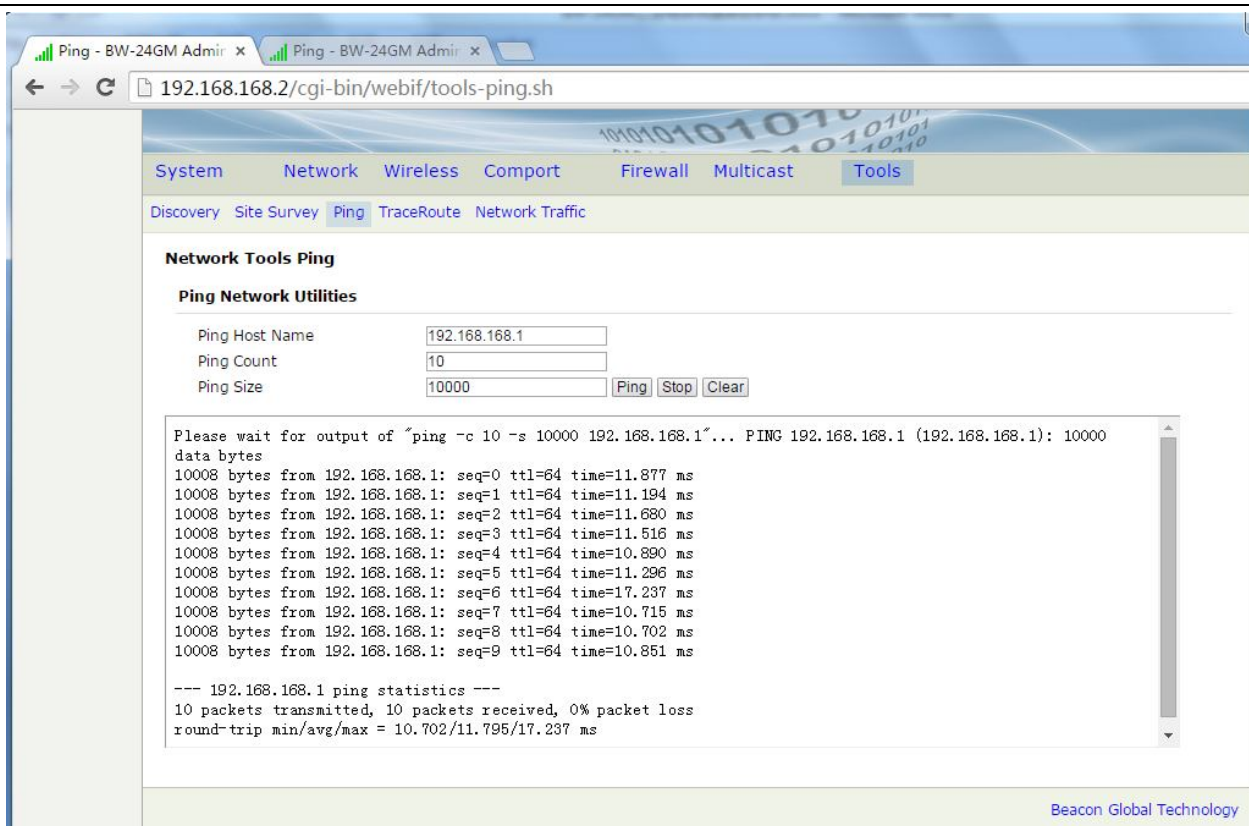 Ping - BW-24GM Admir Ping - BW-24GM Admir
192.168.168.2/cgi-bin/webif/tools-ping.sh
System Network Wireless Comport Firewall Multicast Tools
Discovery Site Survey Ping TraceRoute Network Traffic
Network Tools Ping
Ping Network Utilities
Ping Host Name 192.168.168.1
Ping Count 10
Ping Size 10000 Ping Stop Clear
Please wait for output of "ping -c 10 -s 10000 192.168.168.1"... PING 192.168.168.1 (192.168.168.1): 10000
data bytes
10008 bytes from 192.168.168.1: seq=0 ttl=64 time=11.877 ms
10008 bytes from 192.168.168.1: seq=1 ttl=64 time=11.194 ms
10008 bytes from 192.168.168.1: seq=2 ttl=64 time=11.680 ms
10008 bytes from 192.168.168.1: seq=3 ttl=64 time=11.516 ms
10008 bytes from 192.168.168.1: seq=4 ttl=64 time=10.890 ms
10008 bytes from 192.168.168.1: seq=5 ttl=64 time=11.296 ms
10008 bytes from 192.168.168.1: seq=6 ttl=64 time=17.237 ms
10008 bytes from 192.168.168.1: seq=7 ttl=64 time=10.715 ms
10008 bytes from 192.168.168.1: seq=8 ttl=64 time=10.702 ms
10008 bytes from 192.168.168.1: seq=9 ttl=64 time=10.851 ms
--- 192.168.168.1 ping statistics ---
10 packets transmitted, 10 packets received, 0% packet loss
round-trip min/avg/max = 10.702/11.795/17.237 ms
Beacon Global Technology